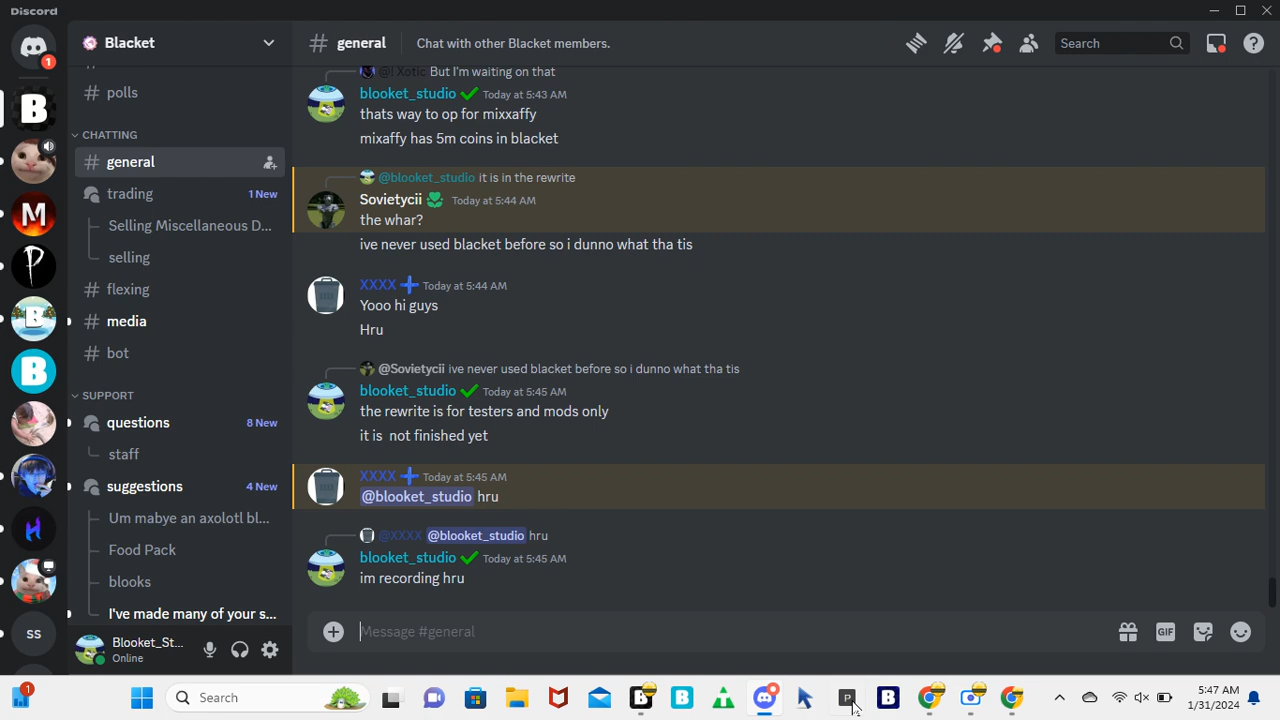 Discord
1
Blacket
# general
Chat with other Blacket members.
Search
# polls
CHATTING
# general
trading
1 New
Selling Miscellaneous D...
selling
# flexing
# media
# bot
SUPPORT
questions
8 New
staff
suggestions
4 New
Um mabye an axolotl bl...
Food Pack
blooks
I've made many of your s...
Blooket_St...
Online
B
M
P
B
B
H
SS
@l Xotic But I'm waiting on that
blooket_studio Today at 5:43 AM
thats way to op for mixxaffy
mixaffy has 5m coins in blacket
@blooket_studio it is in the rewrite
Sovietycii Today at 5:44 AM
the whar?
ive never used blacket before so i dunno what tha tis
XXXX Today at 5:44 AM
Yooo hi guys
Hru
@Sovietycii ive never used blacket before so i dunno what tha tis
blooket_studio Today at 5:45 AM
the rewrite is for testers and mods only
it is  not finished yet
XXXX Today at 5:45 AM
@blooket_studio hru
@XXXX @blooket_studio hru
blooket_studio Today at 5:45 AM
im recording hru
Message #general
GIF
1
Search
B
B
P
B
5:47 AM
1/31/2024